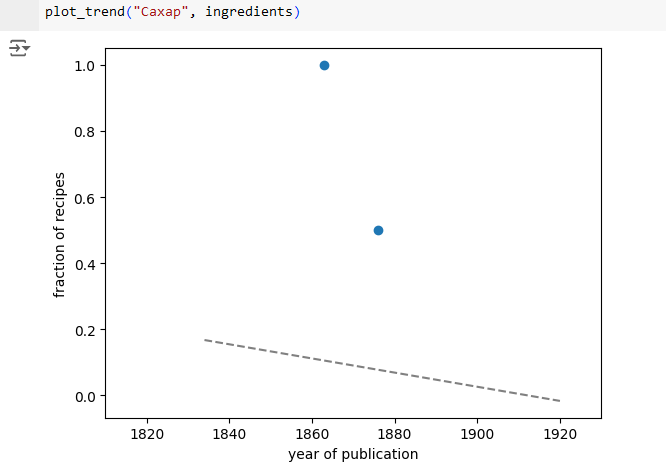 plot_trend("Caxap", ingredients)
1.0
0.8
0.6
0.4
0.2
0.0
fraction of recipes
1820 1840 1860 1880 1900 1920
year of publication